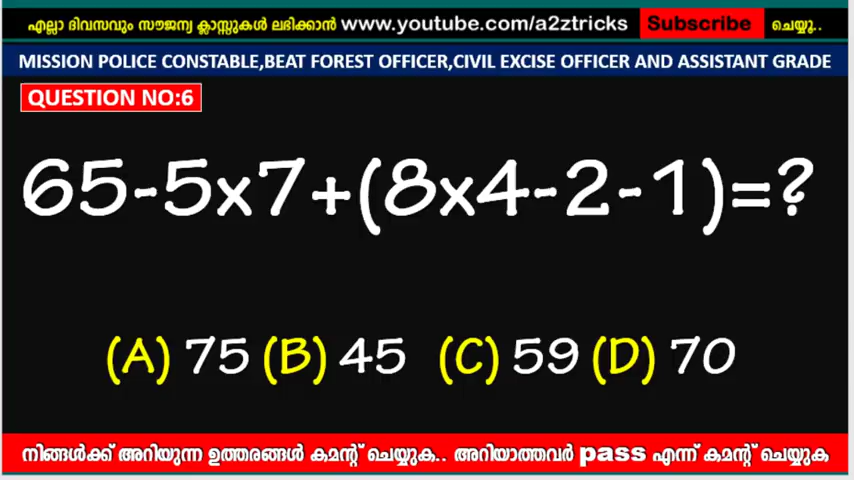 എല്ലാ ദിവസവും സൗജന്യ ക്ലാസ്സുകൾ ലഭിക്കാൻ www.youtube.com/a2ztricks Subscribe ചെയ്യൂ..
MISSION POLICE CONSTABLE,BEAT FOREST OFFICER,CIVIL EXCISE OFFICER AND ASSISTANT GRADE
QUESTION NO:6
65-5x7+(8x4-2-1)=?
(A) 75 (B) 45 (C) 59 (D) 70
നിങ്ങൾക്ക് അറിയുന്ന ഉത്തരങ്ങൾ കമന്റ് ചെയ്യുക.. അറിയാത്തവർ pass എന്ന് കമന്റ് ചെയ്യുക